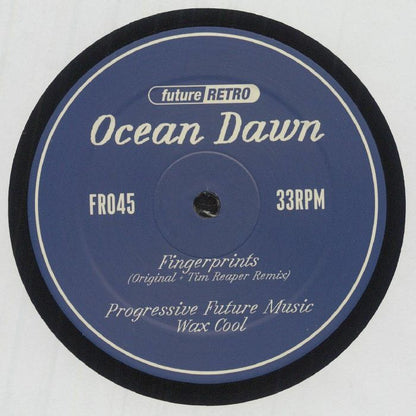 future RETRO
Ocean Dawn
FR045 33RPM
Fingerprints
(Original + Tim Reaper Remix)
Progressive Future Music
Wax Cool